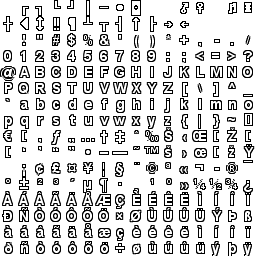 ! " # $ % & ' ( ) * + , - . /
0 1 2 3 4 5 6 7 8 9 : ; < = > ?
@ A B C D E F G H I J K L M N O
P Q R S T U V W X Y Z [ \ ] ^ _
` a b c d e f g h i j k l m n o
p q r s t u v w x y z { | } ~
¡ ¢ £ ¤ ¥ ¦ §
À Á Â Ã Ä Å Æ Ç È É Ê Ë Ì Í Î Ï
Ð Ñ Ò Ó Ô Õ Ö × Ø Ù Ú Û Ü Ý Þ ß
à á â ã ä å æ ç è é ê ë ì í î ï
ð ñ ò ó ô õ ö ÷ ø ù ú û ü ý þ ÿ